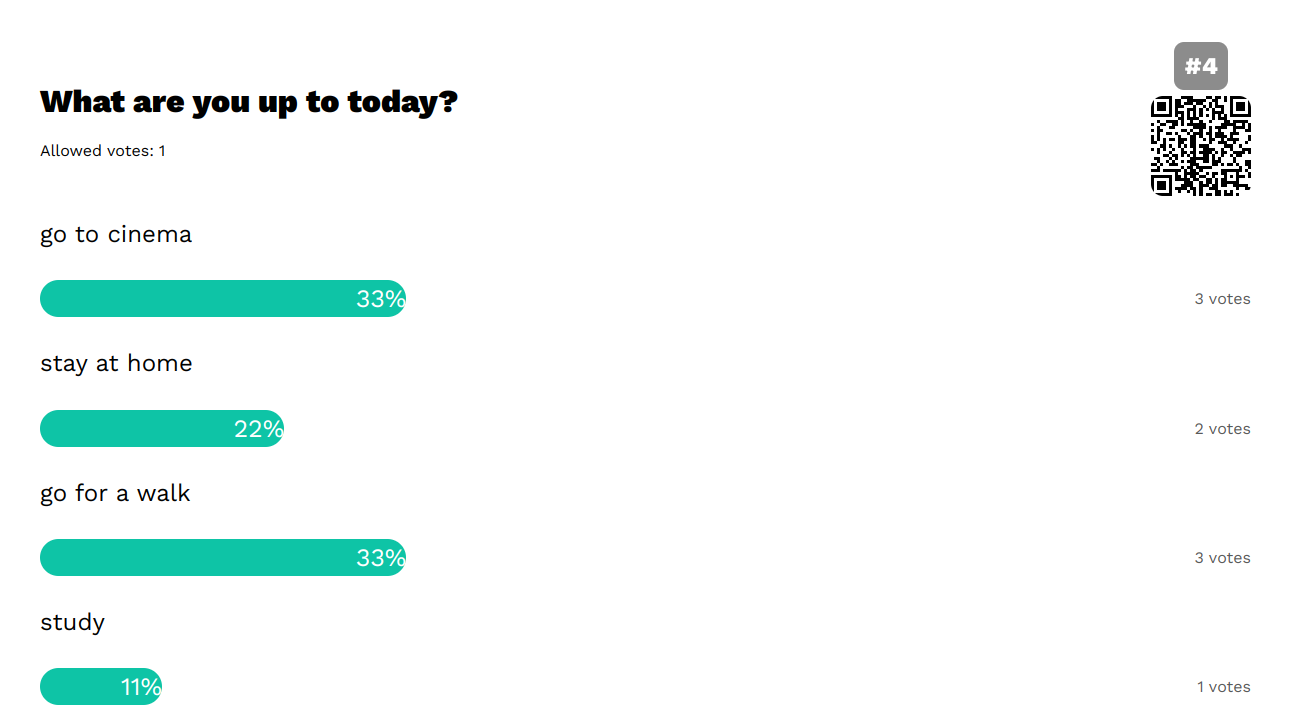 #4
What are you up to today?
Allowed votes: 1
go to cinema
33%
3 votes
stay at home
22%
2 votes
go for a walk
33%
3 votes
study
11%
1 votes